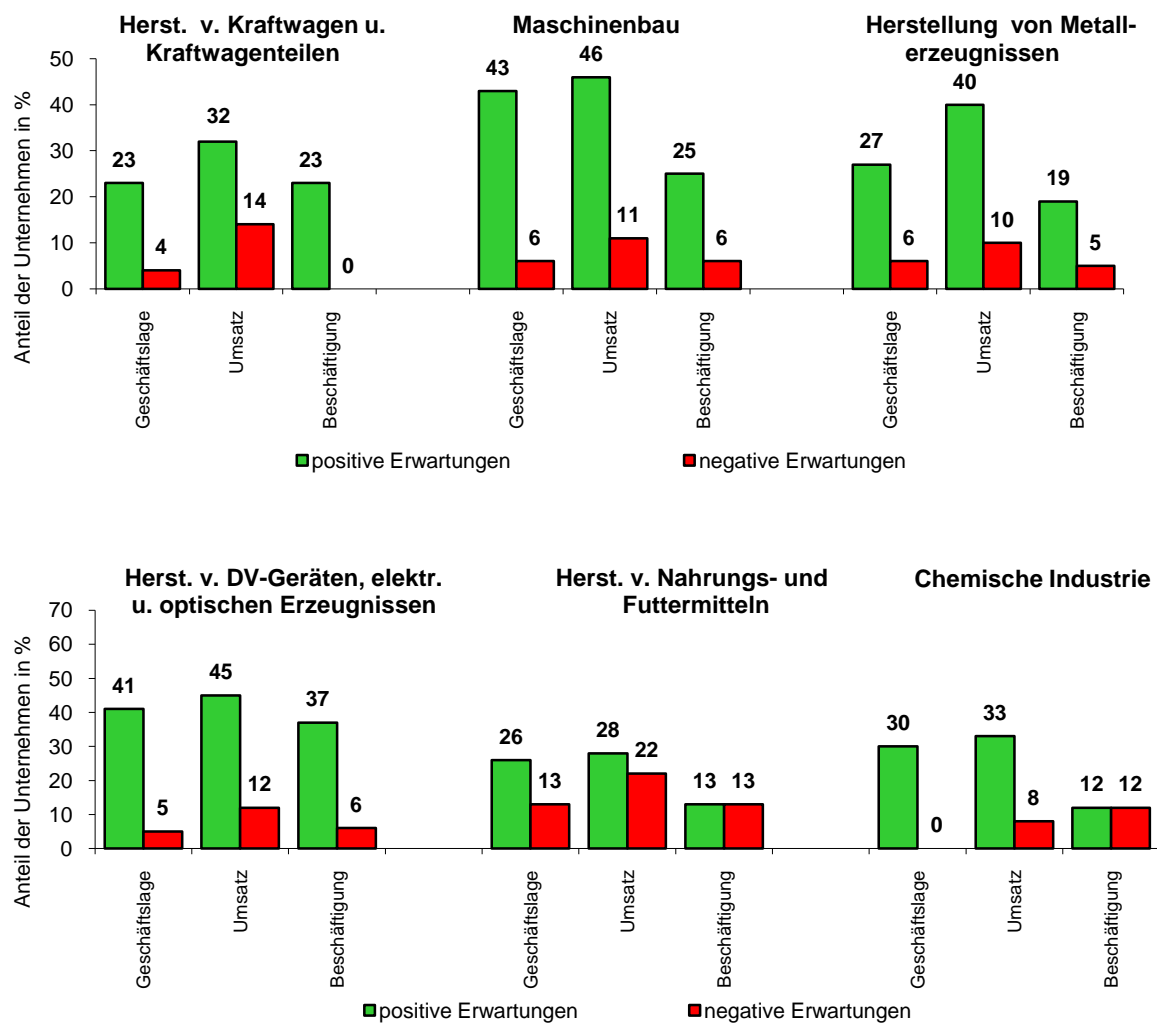 Herst. v. Kraftwagen u.
Kraftwagenteilen
Maschinenbau
Herstellung von Metall-
erzeugnissen
Anteil der Unternehmen in %
50
40
30
20
10
0
23
4
32
14
23
0
43
6
46
11
25
6
27
6
40
10
19
5
Geschäftslage
Umsatz
Beschäftigung
Geschäftslage
Umsatz
Beschäftigung
Geschäftslage
Umsatz
Beschäftigung
positive Erwartungen
negative Erwartungen
Herst. v. DV-Geräten, elektr.
u. optischen Erzeugnissen
Herst. v. Nahrungs- und
Futtermitteln
Chemische Industrie
Anteil der Unternehmen in %
70
60
50
40
30
20
10
0
41
5
45
12
37
6
26
13
28
22
13
13
30
0
33
8
12
12
Geschäftslage
Umsatz
Beschäftigung
Geschäftslage
Umsatz
Beschäftigung
Geschäftslage
Umsatz
Beschäftigung
positive Erwartungen
negative Erwartungen